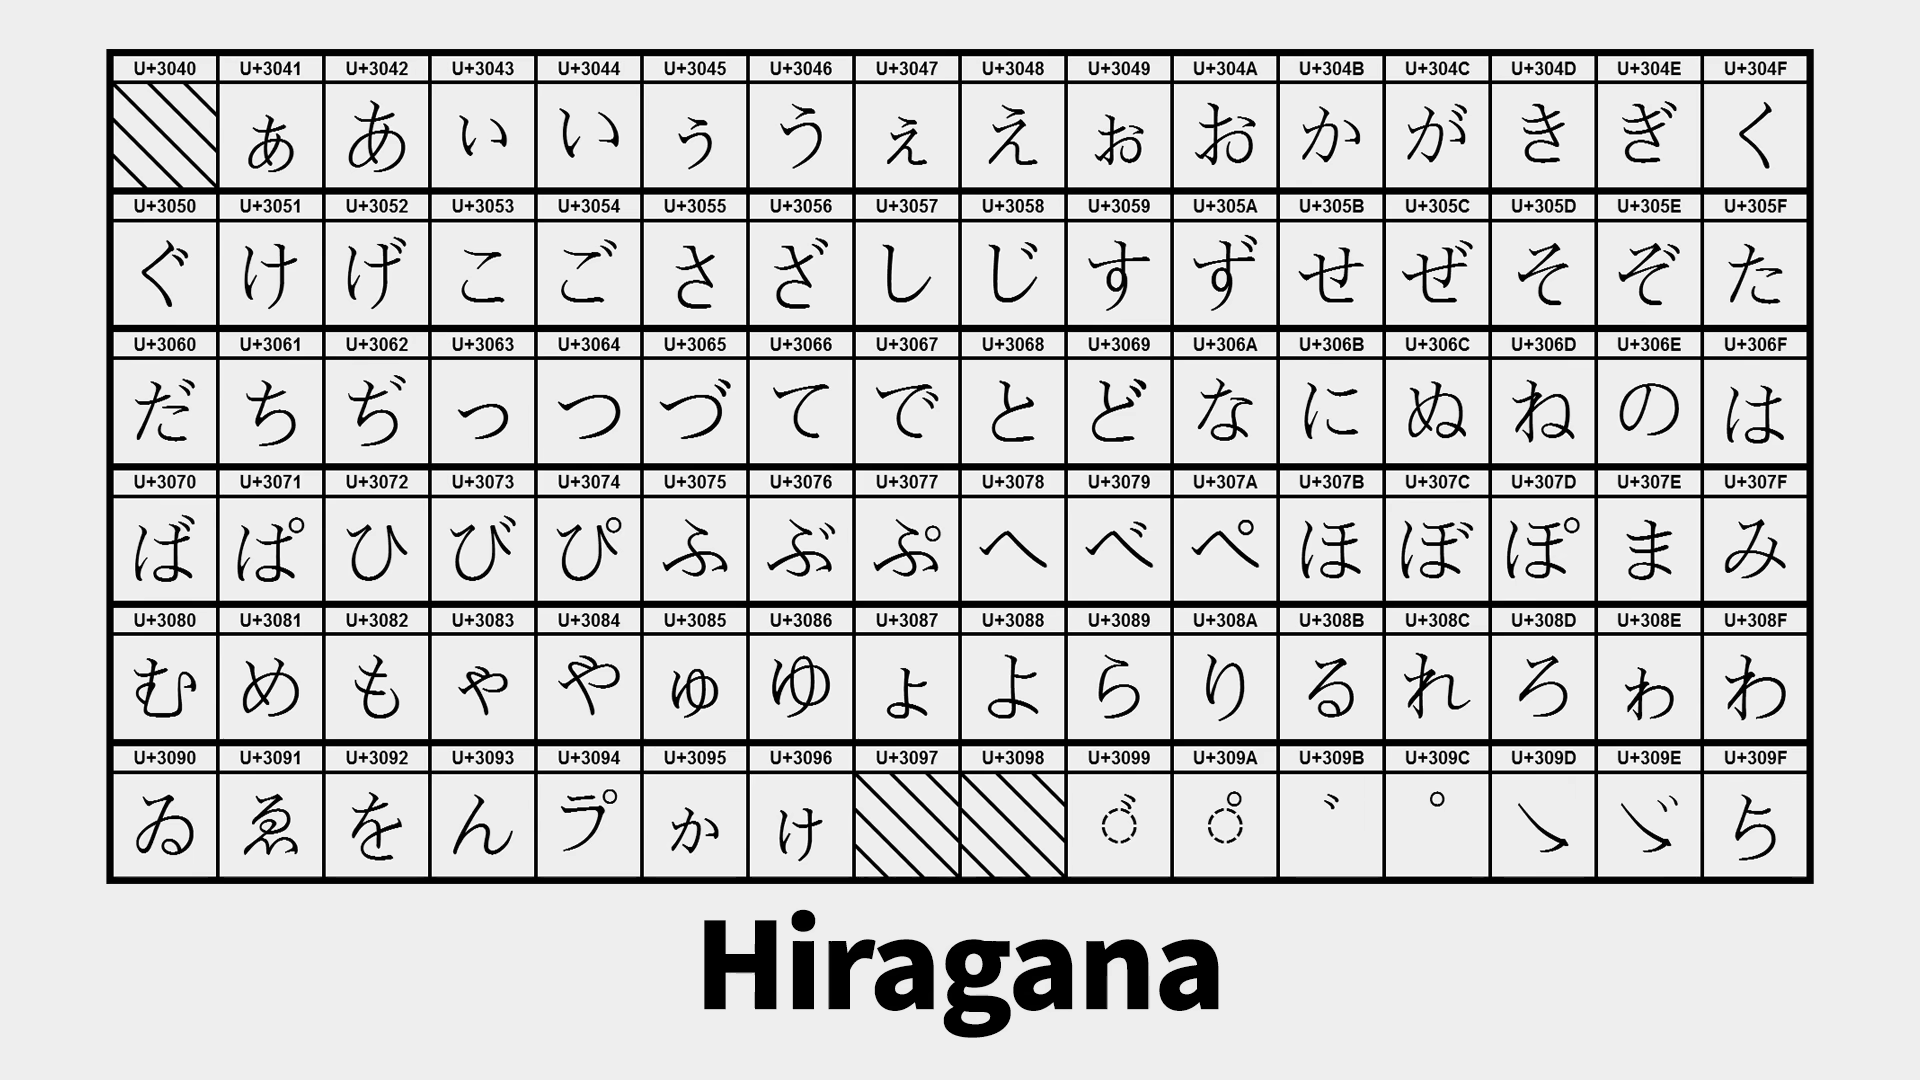 U+3040 U+3041 U+3042 U+3043 U+3044 U+3045 U+3046 U+3047 U+3048 U+3049 U+304A U+304B U+304C U+304D U+304E U+304F
ぁ あ ぃ い ぅ う ぇ え ぉ お か が き ぎ く
U+3050 U+3051 U+3052 U+3053 U+3054 U+3055 U+3056 U+3057 U+3058 U+3059 U+305A U+305B U+305C U+305D U+305E U+305F
ぐ け げ こ ご さ ざ し じ す ず せ ぜ そ ぞ た
U+3060 U+3061 U+3062 U+3063 U+3064 U+3065 U+3066 U+3067 U+3068 U+3069 U+306A U+306B U+306C U+306D U+306E U+306F
だ ち ぢ っ つ づ て で と ど な に ぬ ね の は
U+3070 U+3071 U+3072 U+3073 U+3074 U+3075 U+3076 U+3077 U+3078 U+3079 U+307A U+307B U+307C U+307D U+307E U+307F
ば ぱ ひ び ぴ ふ ぶ ぷ へ べ ぺ ほ ぼ ぽ ま み
U+3080 U+3081 U+3082 U+3083 U+3084 U+3085 U+3086 U+3087 U+3088 U+3089 U+308A U+308B U+308C U+308D U+308E U+308F
む め も ゃ や ゅ ゆ ょ よ ら り る れ ろ ゎ わ
U+3090 U+3091 U+3092 U+3093 U+3094 U+3095 U+3096 U+3097 U+3098 U+3099 U+309A U+309B U+309C U+309D U+309E U+309F
ゐ ゑ を ん ラ゚ ゕ ゖ ◌゙ ◌゚ ゛ ゜ ゝ ゞ ゟ
Hiragana